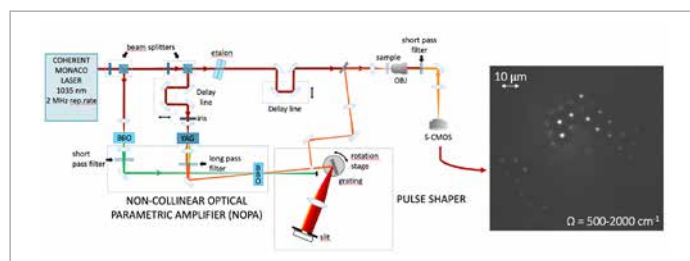 COHERENT
MONACO
LASER
1035 nm
2 MHz rep.rate
beam splitters
etalon
Delay
line
iris
Delay line
sample
OBJ
short pass
filter
S-CMOS
BBO
YAG
short
pass filter
long pass
filter
BBO
NON-COLLINEAR OPTICAL
PARAMETRIC AMPLIFIER (NOPA)
rotation
stage
grating
slit
PULSE SHAPER
10 μm
Ω = 500-2000 cm⁻¹